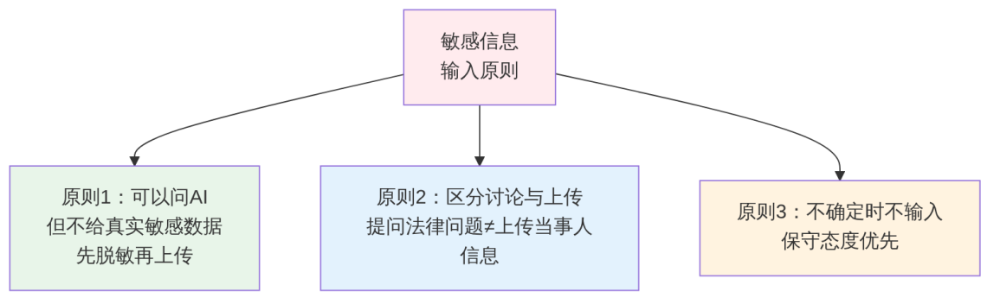 敏感信息
输入原则
原则1：可以问AI
但不给真实敏感数据
先脱敏再上传
原则2：区分讨论与上传
提问法律问题≠上传当事人
信息
原则3：不确定时不输入
保守态度优先